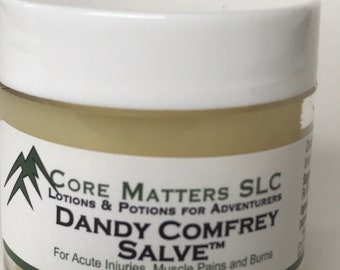 CORE MATTERS SLC
LOTIONS & POTIONS FOR ADVENTURERS
DANDY COMFREY
SALVE™
For Acute Injuries, Muscle Pains and Burns